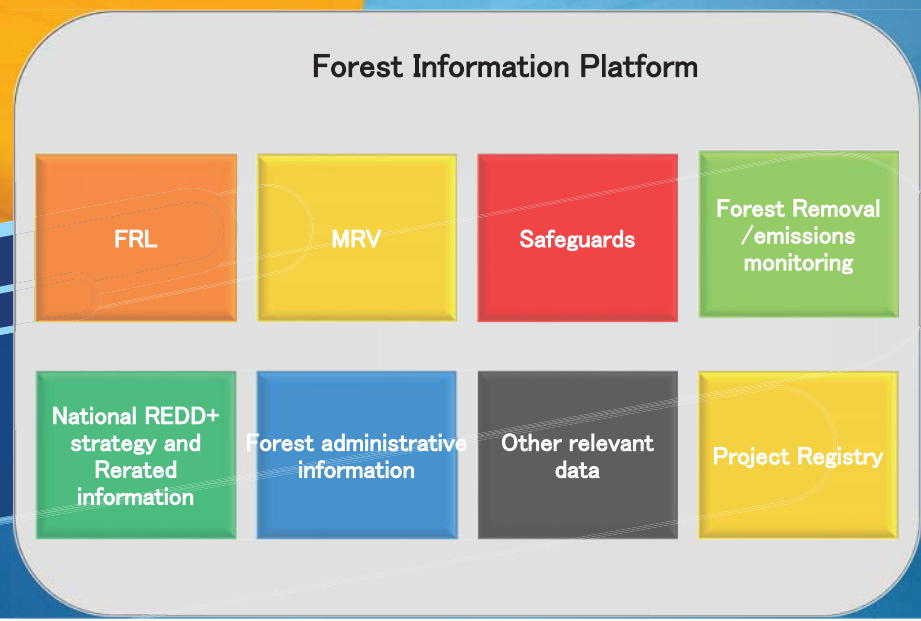 Forest Information Platform
FRL
MRV
Safeguards
Forest Removal
/emissions
monitoring
National REDD+
strategy and
Rerated
information
Forest administrative
information
Other relevant
data
Project Registry